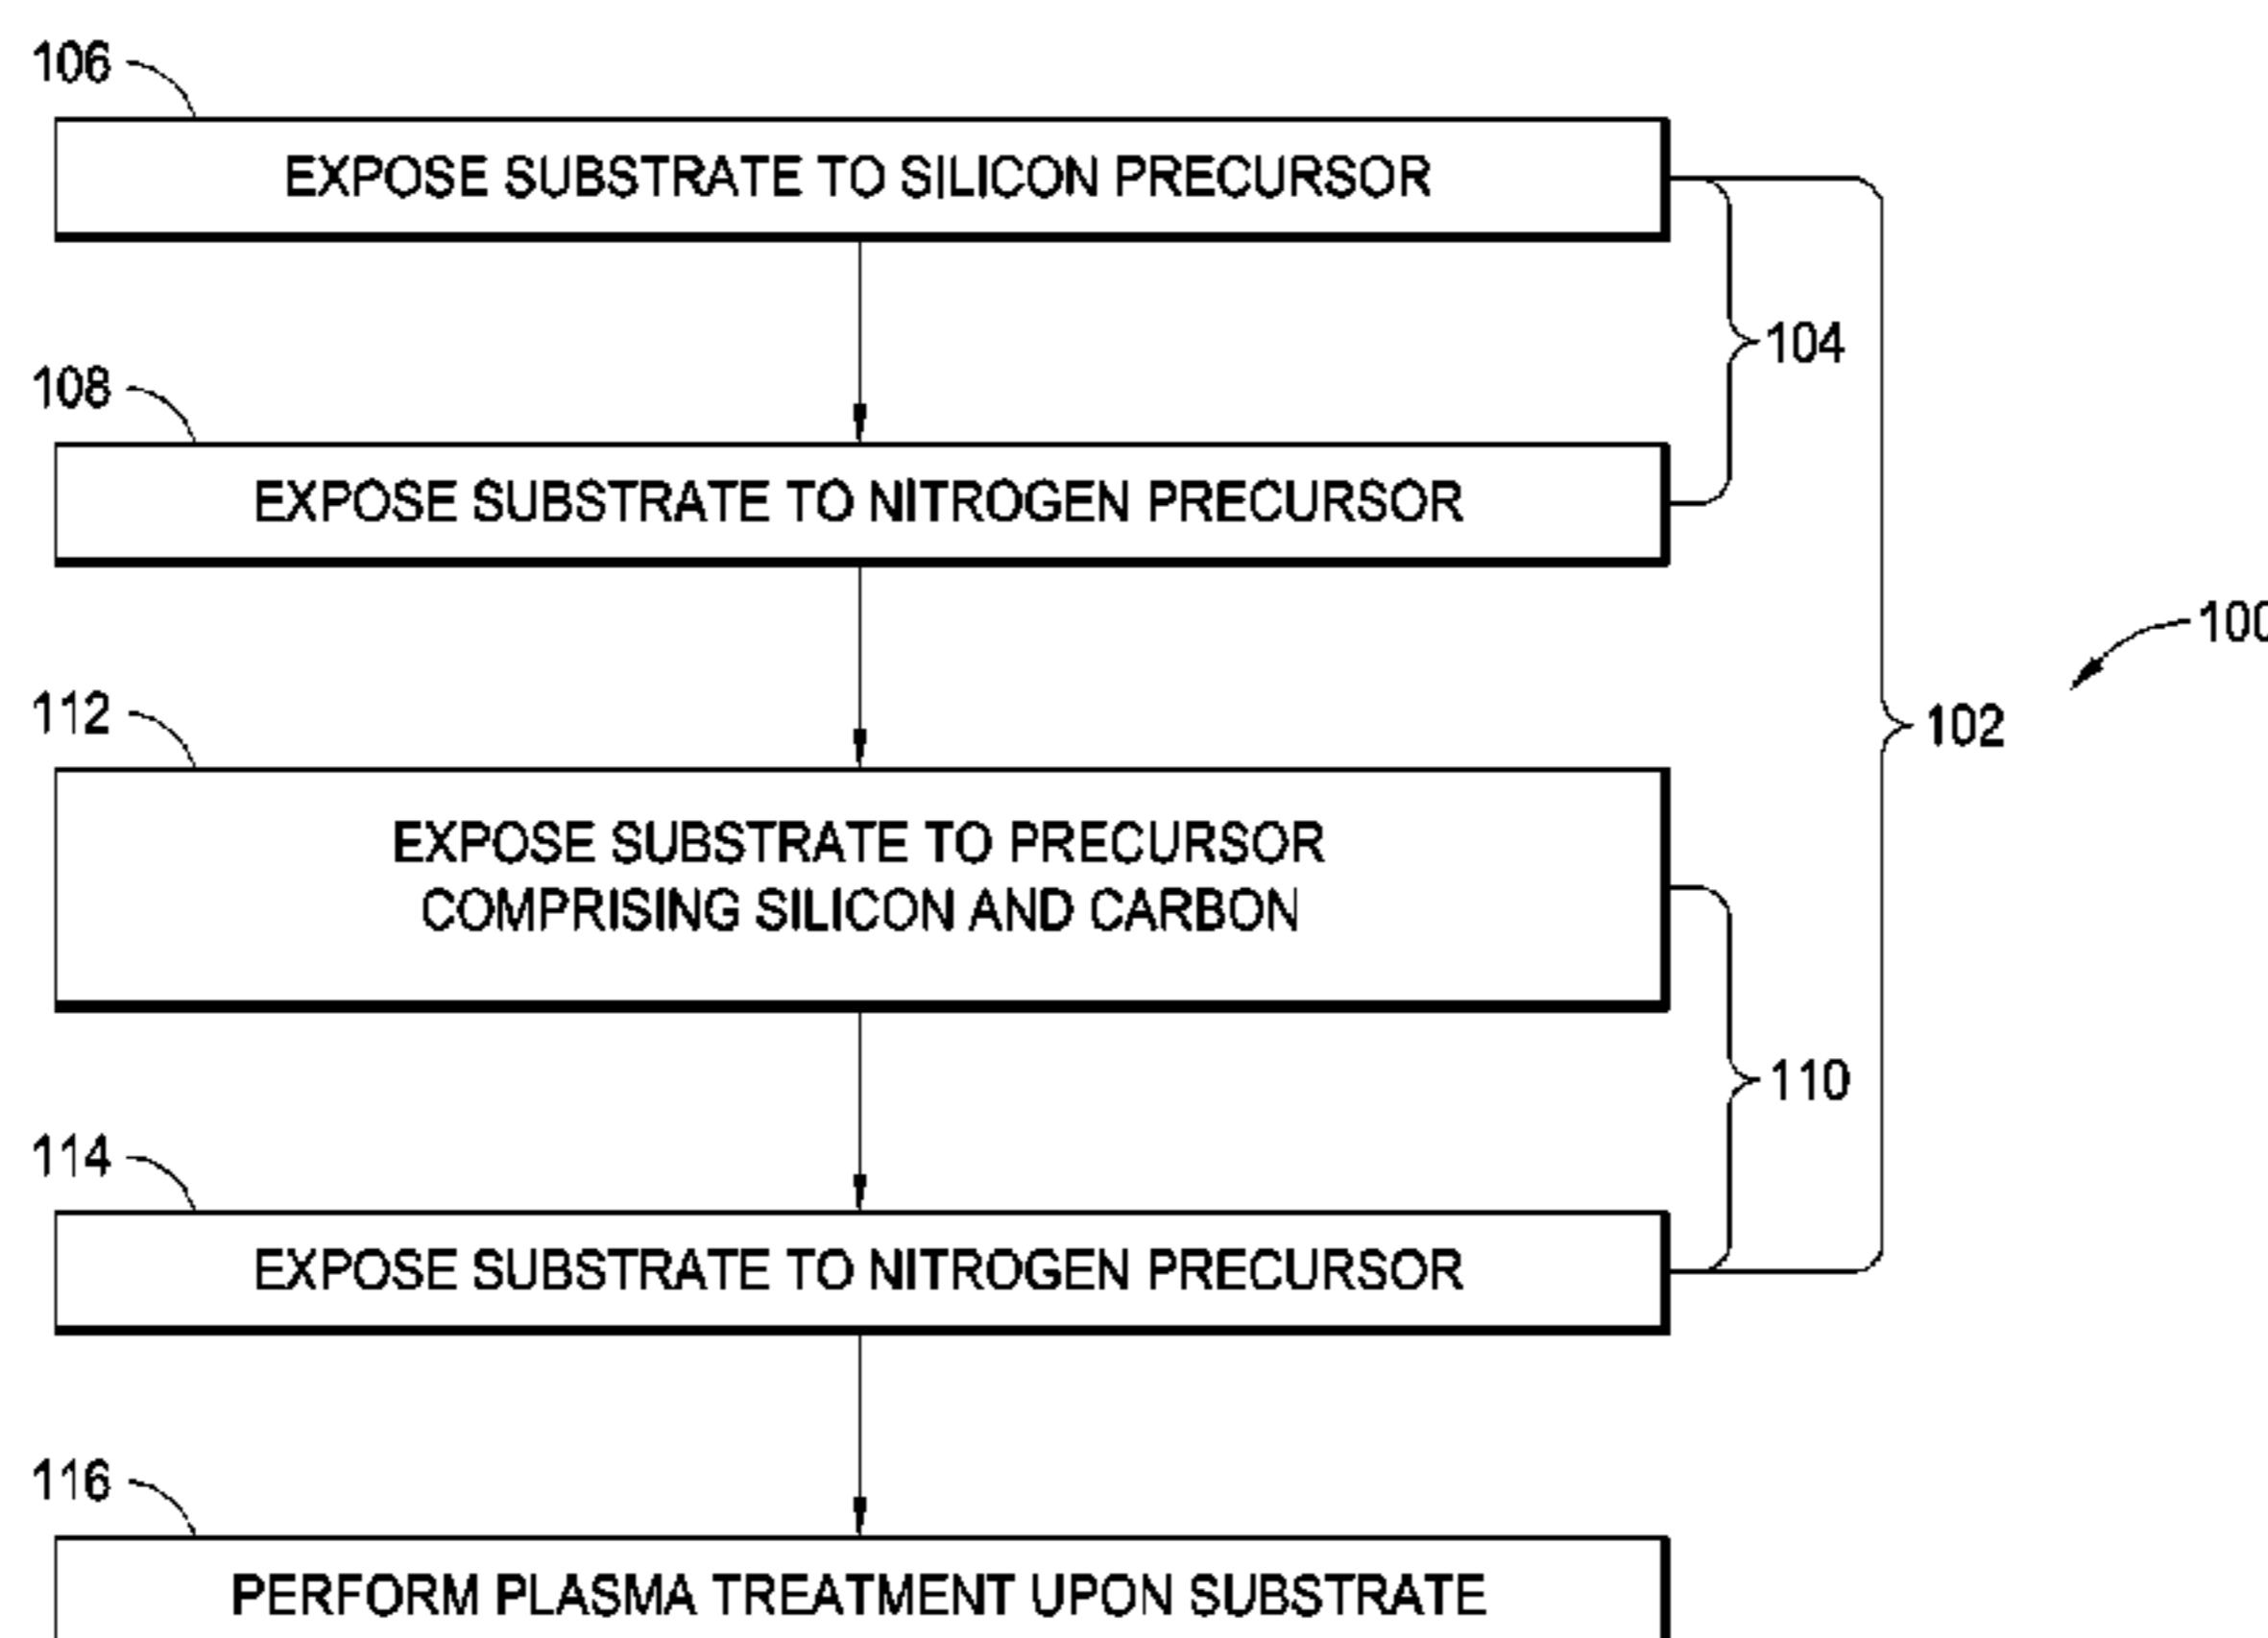 106
EXPOSE SUBSTRATE TO SILICON PRECURSOR
104
108
EXPOSE SUBSTRATE TO NITROGEN PRECURSOR
100
102
112
EXPOSE SUBSTRATE TO PRECURSOR
COMPRISING SILICON AND CARBON
110
114
EXPOSE SUBSTRATE TO NITROGEN PRECURSOR
116
PERFORM PLASMA TREATMENT UPON SUBSTRATE